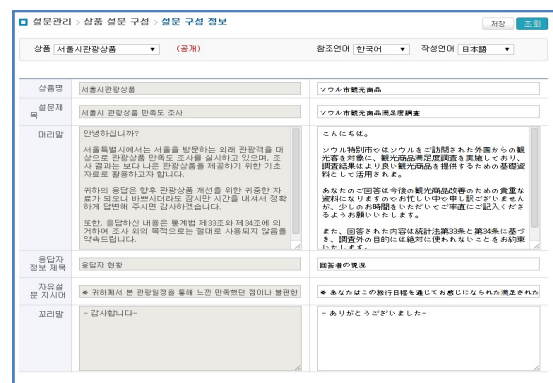 설문관리 > 상품 설문 구성 > 설문 구성 정보
저장 조회
상품 서울시관광상품 (공개) 참조언어 한국어 작성언어 日本語
상품명 서울시관광상품 ソウル市観光商品
설문제목 서울시 관광상품 만족도 조사 ソウル市観光商品満足度調査
머리말
안녕하십니까?
서울특별시에서는 서울을 방문하는 외래 관광객을 대
상으로 관광상품 만족도 조사를 실시하고 있으며, 조
사 결과는 보다 나은 관광상품을 제공하기 위한 기초
자료로 활용하고자 합니다.
귀하의 응답은 향후 관광상품 개선을 위한 귀중한 자
료가 되오니 바쁘시더라도 잠시만 시간을 내셔서 정확
하게 답변해 주시면 감사하겠습니다.
또한, 응답하신 내용은 통계법 제33조와 제34조에 의
거하여 조사 외의 목적으로는 절대로 사용되지 않음을
약속드립니다.
こんにちは。
ソウル特別市ではソウルをご訪問された外国からの観
光客を対象に、観光商品満足度調査を実施しており、
調査結果はより良い観光商品を提供するための基礎資
料として活用されます。
あなたのご回答は今後の観光商品改善のための貴重な
資料になりますのでお忙しい中申し訳ございません
が、少しのお時間をいただいてご率直にご記入くださ
るようお願いいたします。
また、回答された内容は統計法第33条と第34条に基づ
き、調査外の目的には絶対に使われないことをお約束
いたします。
응답자 정보 제목 응답자 현황 回答者の現況
자유설문 지시어 * 귀하께서 본 관광일정을 통해 느낀 만족했던 점이나 불편한 * あなたはこの旅行日程を通じてお感じになられた満足された
꼬리말 - 감사합니다- - ありがとうございました-